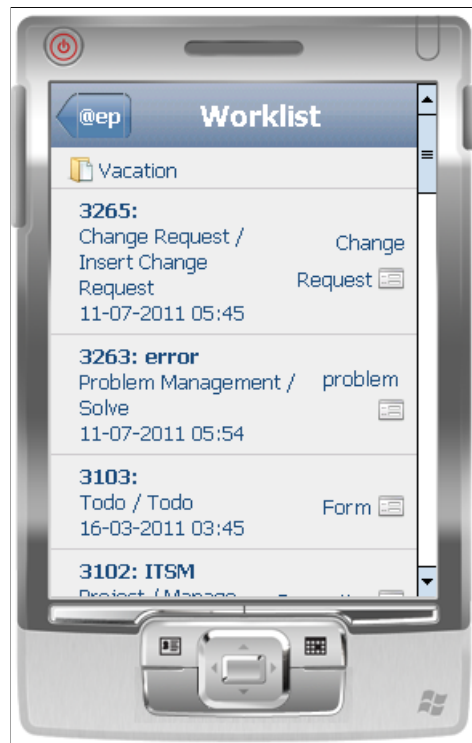 @ep Worklist
Vacation
3265:
Change Request /
Insert Change
Request
11-07-2011 05:45
Change
Request
3263: error
Problem Management /
Solve
11-07-2011 05:54
problem
3103:
Todo / Todo
16-03-2011 03:45
Form
3102: ITSM
Project / Manage